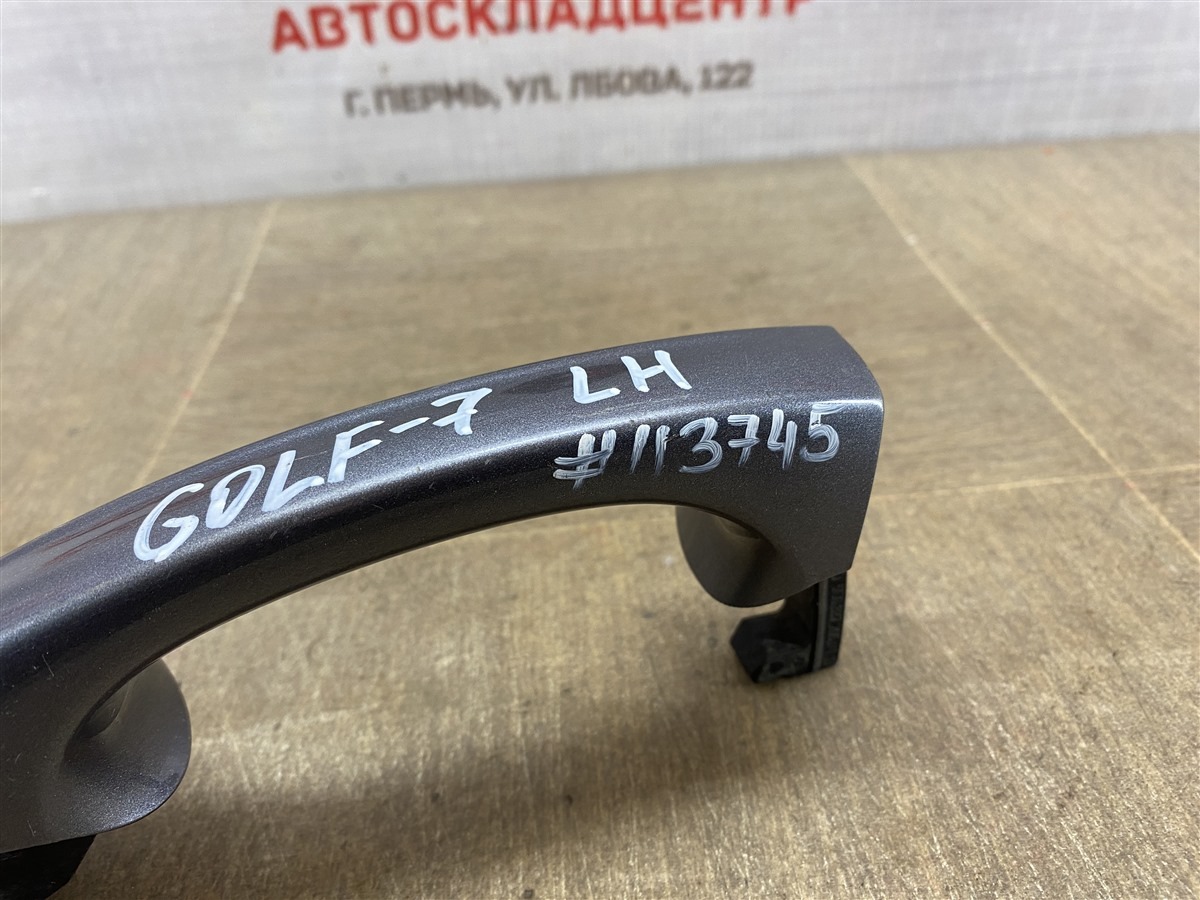 АВТОСКЛАДЦЕНТР
Г. ПЕРМЬ, УЛ. ЛБОВА, 122
GOLF-7 LH
#113745